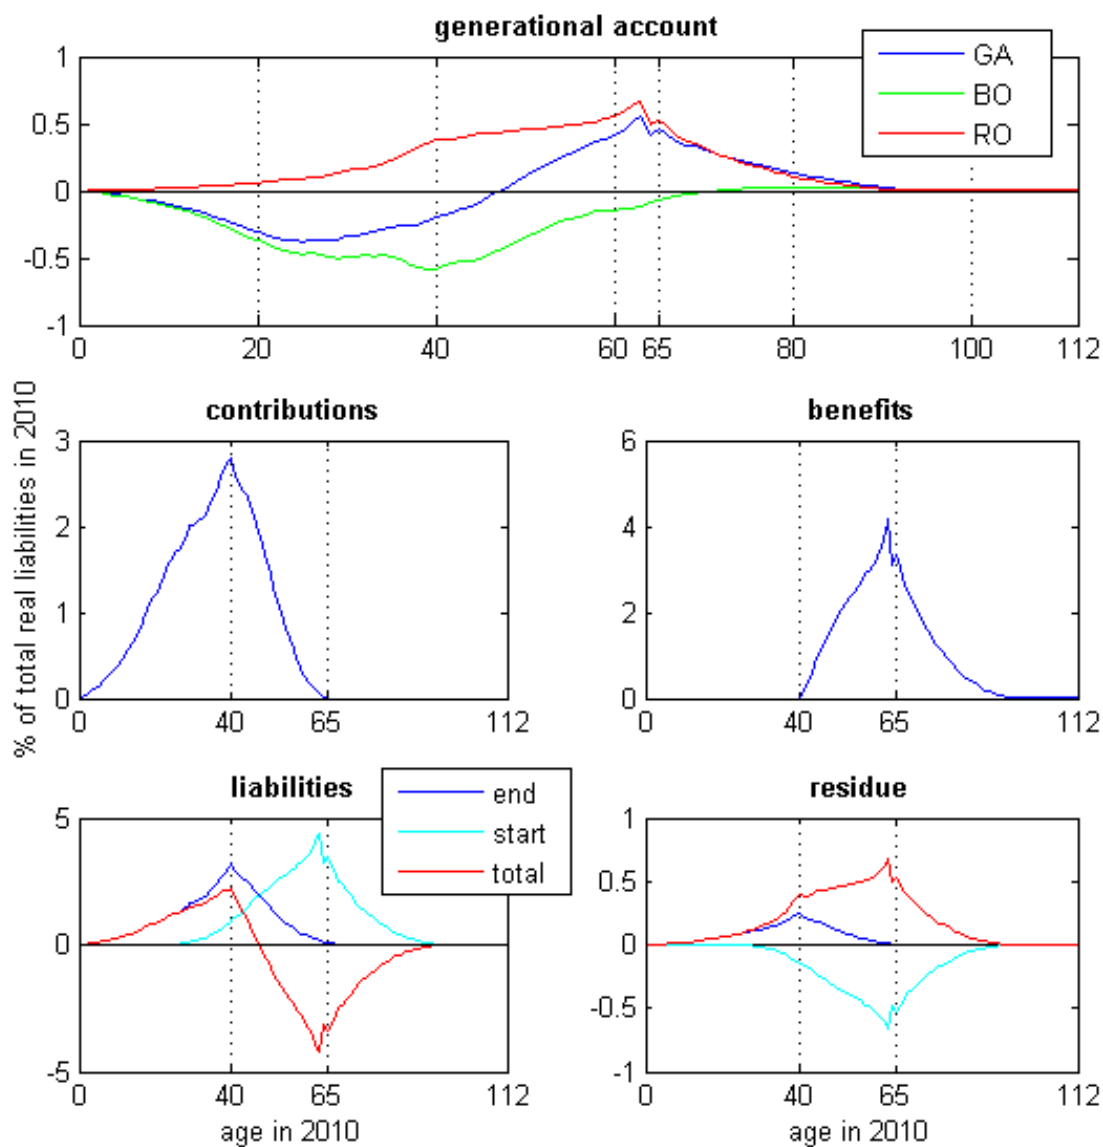 generational account
GA
BO
RO
1
0.5
0
-0.5
-1
0 20 40 60 65 80 100 112
% of total real liabilities in 2010
contributions
3
2
1
0
0 40 65 112
benefits
6
4
2
0
0 40 65 112
liabilities
end
start
total
5
0
-5
0 40 65 112
age in 2010
residue
1
0.5
0
-0.5
-1
0 40 65 112
age in 2010